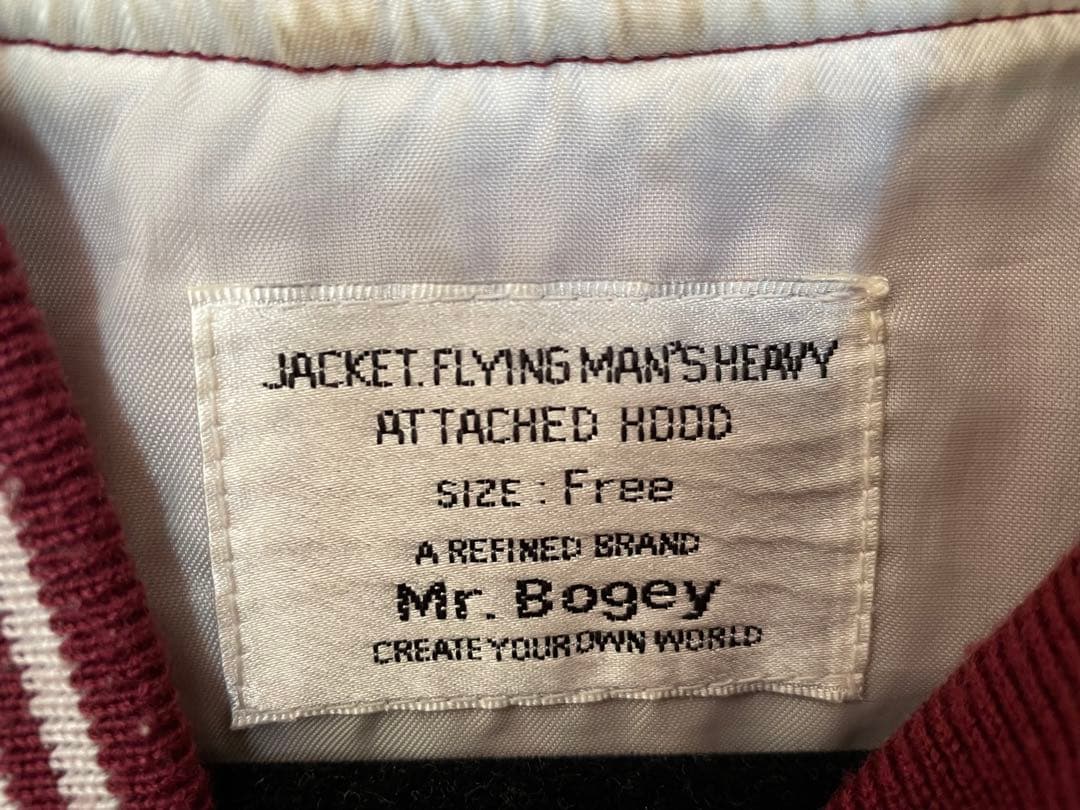 JACKET.FLYING MAN'S HEAVY
ATTACHED HOOD
SIZE : Free
A REFINED BRAND
Mr. Bogey
CREATE YOUR OWN WORLD